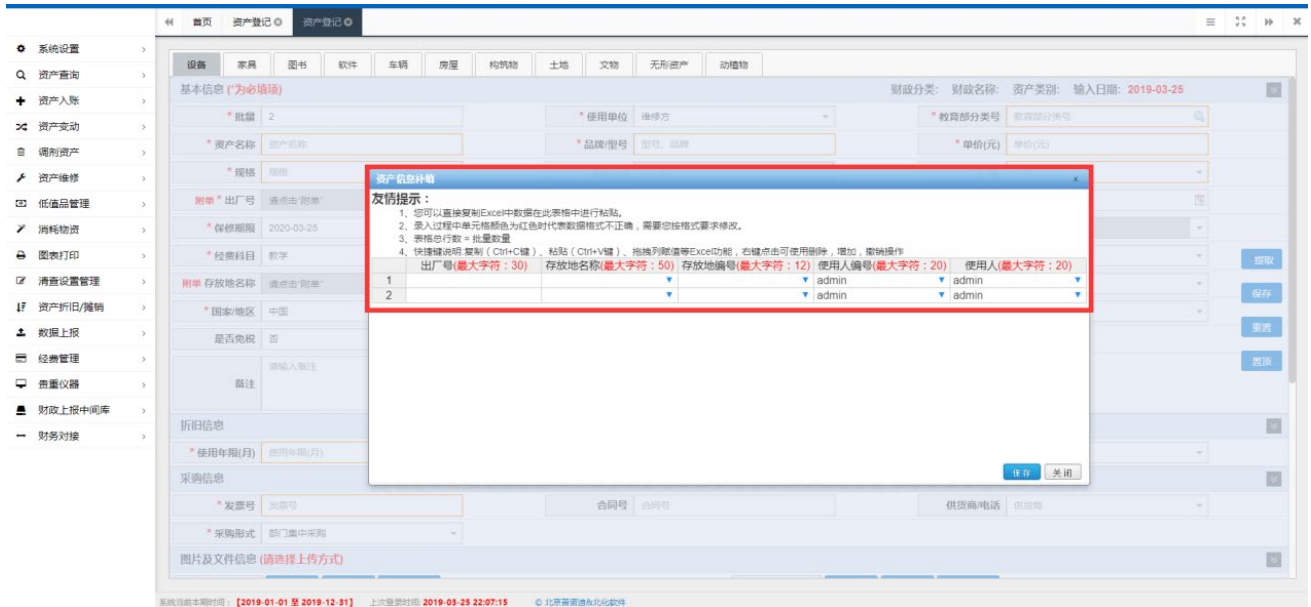 首页 资产登记 资产登记
系统设置
资产查询
资产入账
资产变动
调剂资产
资产维修
低值品管理
消耗物资
图表打印
清查设置管理
资产折旧/摊销
数据上报
经费管理
贵重仪器
财政上报中间库
财务对接
设备 家具 图书 软件 车辆 房屋 构筑物 土地 文物 无形资产 动植物
基本信息 (*为必填项) 财政分类: 财政名称: 资产类别: 输入日期: 2019-03-25
* 批量 2 * 使用单位 维修方 * 教育部分类号 教育部分类号
* 资产名称 资产名称 * 品牌/型号 型号、品牌 * 单价(元) 单价(元)
* 规格 规格
附单 * 出厂号 请点击"附单"
* 保修期限 2020-03-25
* 经费科目 教学
附单 存放地名称 请点击"附单"
* 国家/地区 中国
是否免税 否
备注 请输入备注
资产信息补填
友情提示：
1、您可以直接复制Excel中数据在此表格中进行粘贴。
2、录入过程中单元格颜色为红色时代表数据格式不正确，需要您按格式要求修改。
3、表格总行数 = 批量数量
4、快捷键说明:复制（Ctrl+C键）、粘贴（Ctrl+V键）、拖拽列赋值等Excel功能，右键点击可使用删除，增加，撤销操作
出厂号(最大字符：30) 存放地名称(最大字符：50) 存放地编号(最大字符：12) 使用人编号(最大字符：20) 使用人(最大字符：20)
1 admin admin
2 admin admin
保存 关闭
提取
保存
重置
置顶
折旧信息
* 使用年限(月) 使用年限(月)
采购信息
* 发票号 发票号 合同号 合同号 供货商/电话 供货商
* 采购形式 部门集中采购
图片及文件信息 (请选择上传方式)
系统当前本期时间：【2019-01-01 至 2019-12-31】 上次登录时间: 2019-03-25 22:07:15 © 北京普诺迪&北化软件